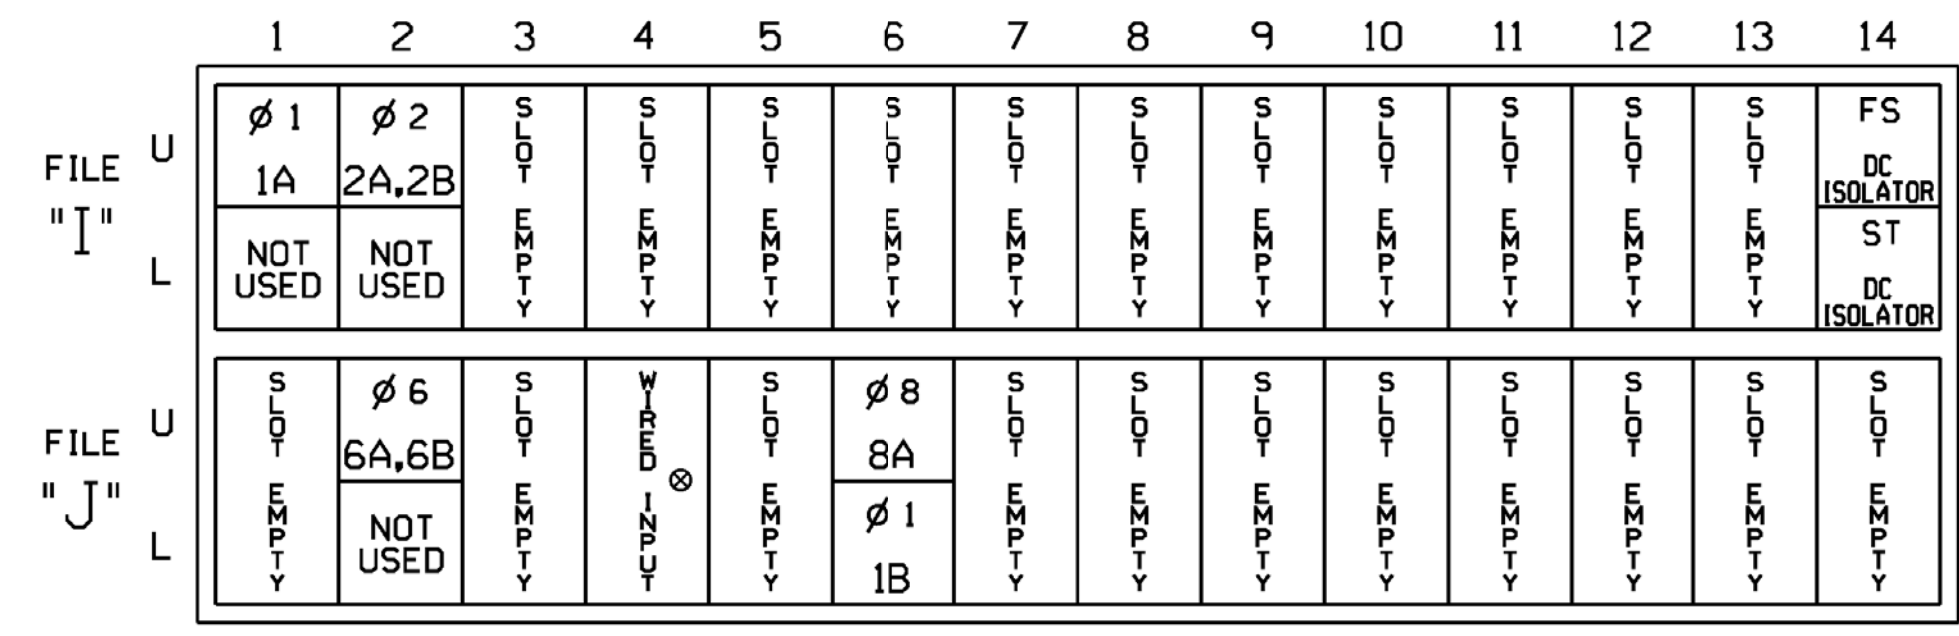 1 2 3 4 5 6 7 8 9 10 11 12 13 14
FILE "I"
U
Ø 1 Ø 2 SLOT EMPTY SLOT EMPTY SLOT EMPTY SLOT EMPTY SLOT EMPTY SLOT EMPTY SLOT EMPTY SLOT EMPTY SLOT EMPTY SLOT EMPTY SLOT EMPTY FS
1A 2A,2B DC
ISOLATOR
L
NOT NOT ST
USED USED DC
ISOLATOR
FILE "J"
U
SLOT EMPTY Ø 6 SLOT EMPTY WIRED INPUT ⊗ SLOT EMPTY Ø 8 SLOT EMPTY SLOT EMPTY SLOT EMPTY SLOT EMPTY SLOT EMPTY SLOT EMPTY SLOT EMPTY SLOT EMPTY
6A,6B 8A
L
NOT Ø 1
USED 1B